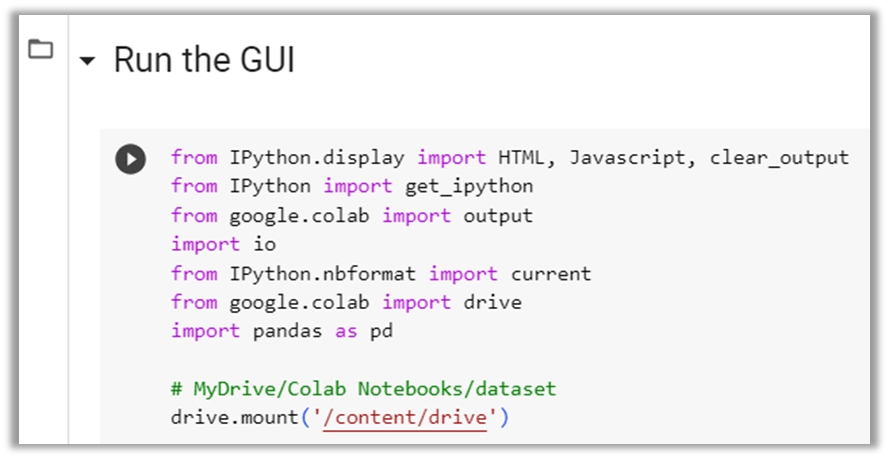 Run the GUI
from IPython.display import HTML, Javascript, clear_output
from IPython import get_ipython
from google.colab import output
import io
from IPython.nbformat import current
from google.colab import drive
import pandas as pd
# MyDrive/Colab Notebooks/dataset
drive.mount('/content/drive')